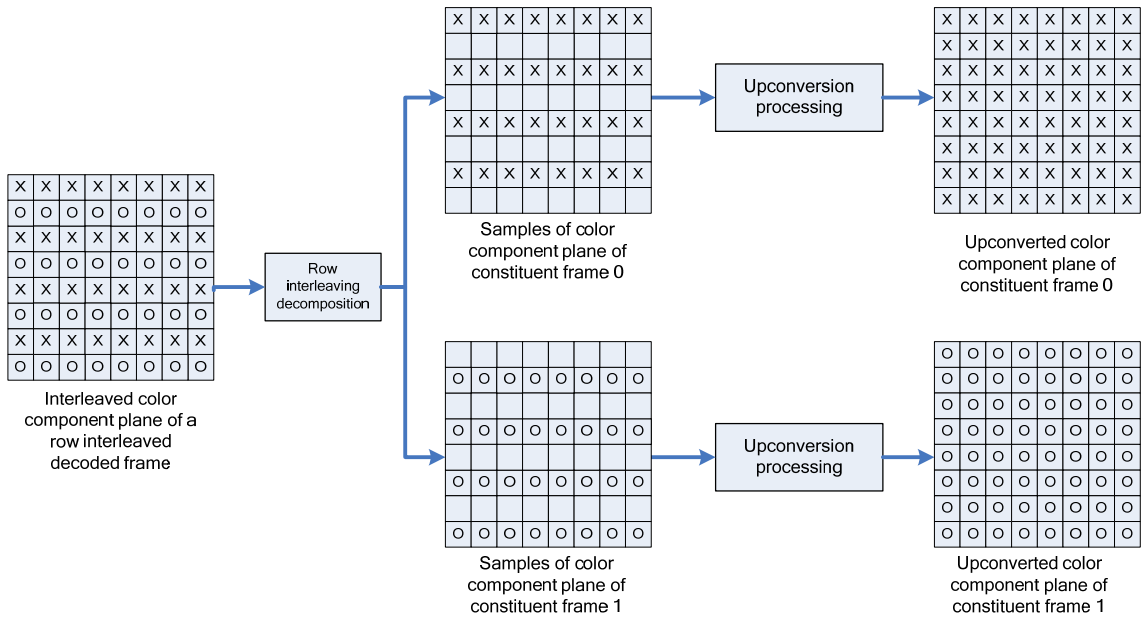 X X X X X X X X
X X X X X X X X
X X X X X X X X
X X X X X X X X
Samples of color
component plane of
constituent frame 0
Upconversion
processing
X X X X X X X X
X X X X X X X X
X X X X X X X X
X X X X X X X X
X X X X X X X X
X X X X X X X X
X X X X X X X X
X X X X X X X X
Upconverted color
component plane of
constituent frame 0
X X X X X X X X
O O O O O O O O
X X X X X X X X
O O O O O O O O
X X X X X X X X
O O O O O O O O
X X X X X X X X
O O O O O O O O
Interleaved color
component plane of a
row interleaved
decoded frame
Row
interleaving
decomposition
O O O O O O O O
O O O O O O O O
O O O O O O O O
O O O O O O O O
Samples of color
component plane of
constituent frame 1
Upconversion
processing
O O O O O O O O
O O O O O O O O
O O O O O O O O
O O O O O O O O
O O O O O O O O
O O O O O O O O
O O O O O O O O
O O O O O O O O
Upconverted color
component plane of
constituent frame 1